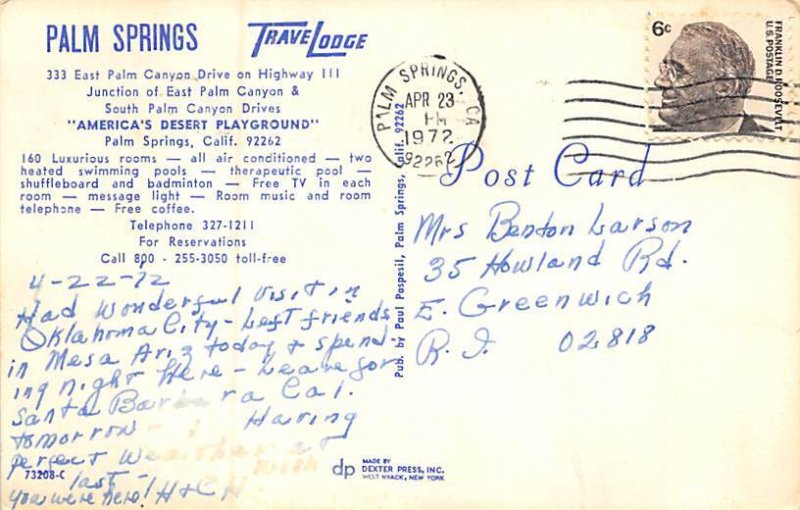 PALM SPRINGS TRAVELODGE
333 East Palm Canyon Drive on Highway 111
Junction of East Palm Canyon &
South Palm Canyon Drives
"AMERICA'S DESERT PLAYGROUND"
Palm Springs, Calif. 92262
160 Luxurious rooms — all air conditioned — two
heated swimming pools — therapeutic pool —
shuffleboard and badminton — Free TV in each
room — message light — Room music and room
telephone — Free coffee.
Telephone 327-1211
For Reservations
Call 800 - 255-3050 toll-free
4-22-72
Had wonderful visit in
Oklahoma City - Left friends
in Mesa Ariz today & spend-
ing night here - Leave for
Santa Barbara Cal.
tomorrow - Having
perfect weather at
last - wish
you were here! H & C H
73208-C
Pub. by Paul Pospesil, Palm Springs, Calif. 92262
PALM SPRINGS, CA
APR 23
PM
1972
92262
6c
FRANKLIN D. ROOSEVELT
U.S. POSTAGE
Post Card
Mrs Benton Larson
35 Howland Rd.
E. Greenwich
R.I. 02818
dp MADE BY
DEXTER PRESS, INC.
WEST NYACK, NEW YORK